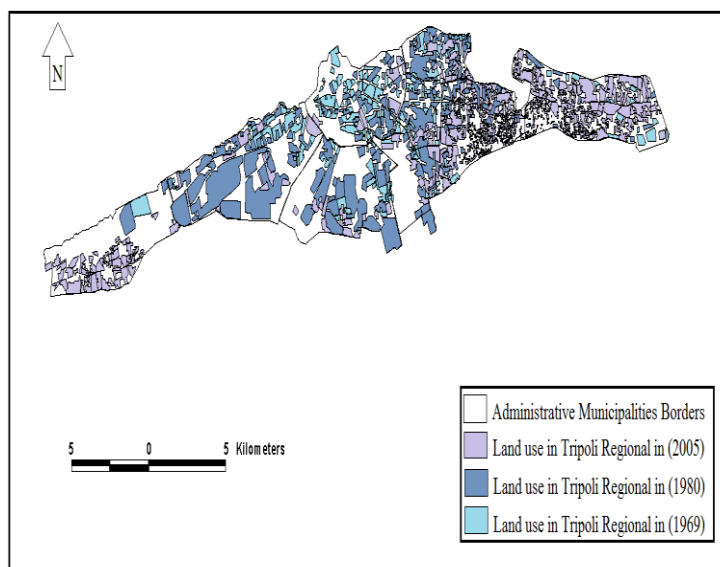 N
5 0 5 Kilometers
Administrative Municipalities Borders
Land use in Tripoli Regional in (2005)
Land use in Tripoli Regional in (1980)
Land use in Tripoli Regional in (1969)